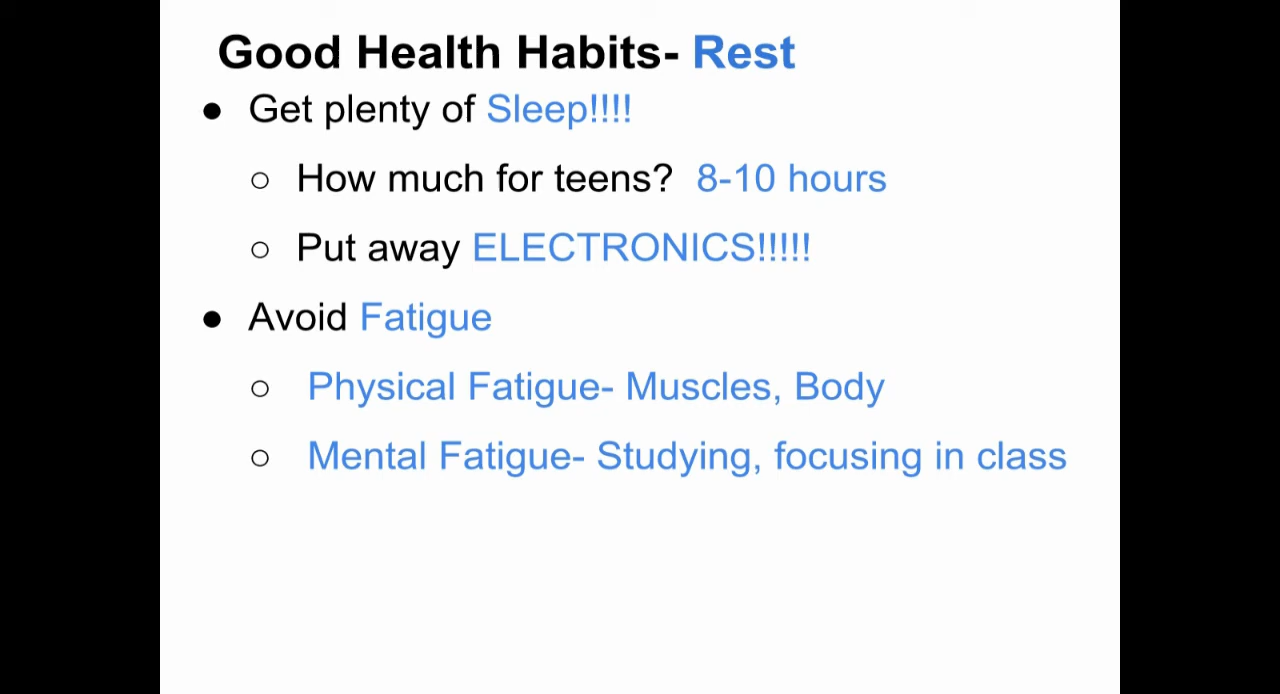 Good Health Habits- Rest
● Get plenty of Sleep!!!!
○ How much for teens? 8-10 hours
○ Put away ELECTRONICS!!!!!
● Avoid Fatigue
○ Physical Fatigue- Muscles, Body
○ Mental Fatigue- Studying, focusing in class